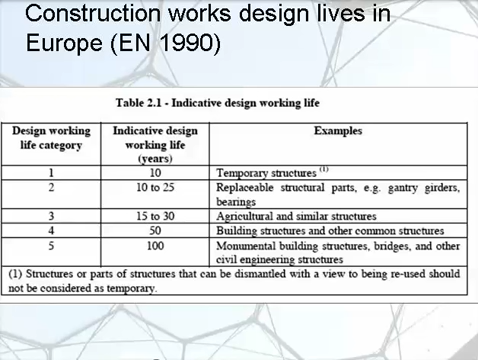 Construction works design lives in
Europe (EN 1990)
Table 2.1 - Indicative design working life
Design working life category	Indicative design working life (years)	Examples
1	10	Temporary structures (1)
2	10 to 25	Replaceable structural parts, e.g. gantry girders,
bearings
3	15 to 30	Agricultural and similar structures
4	50	Building structures and other common structures
5	100	Monumental building structures, bridges, and other
civil engineering structures
(1) Structures or parts of structures that can be dismantled with a view to being re-used should
not be considered as temporary.